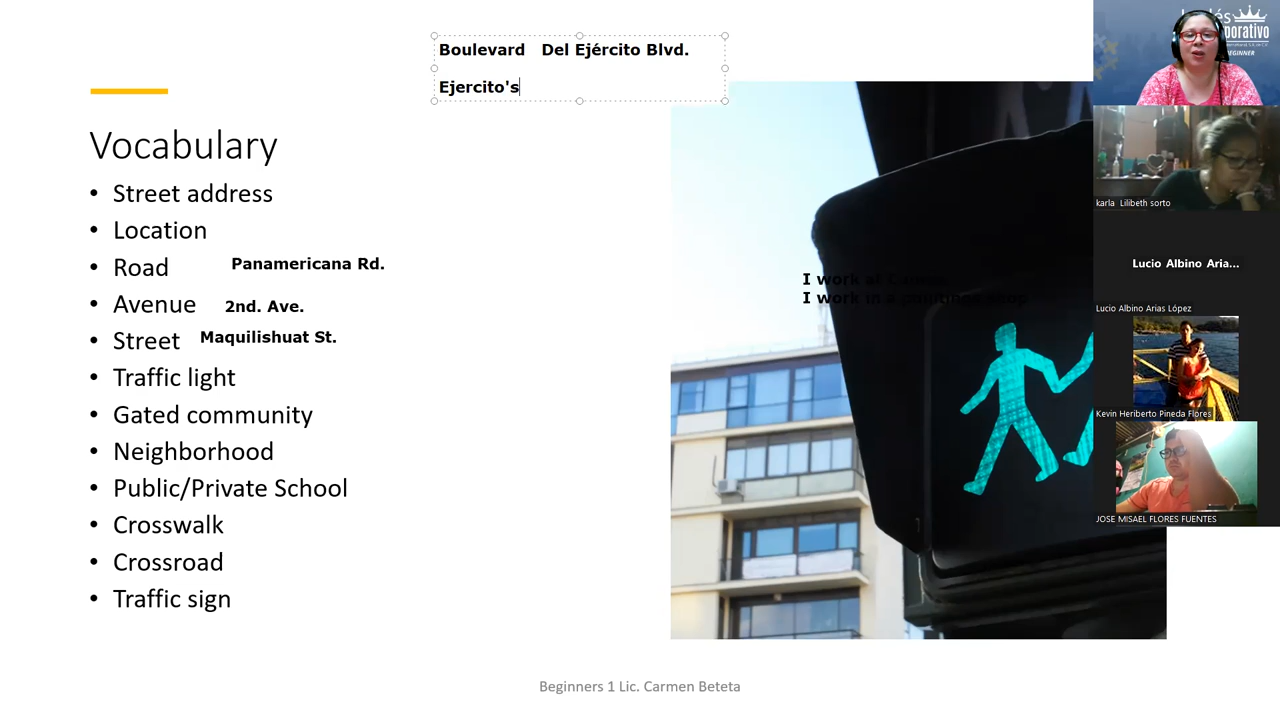 Boulevard Del Ejército Blvd.
Ejercito's
Vocabulary
• Street address
• Location
• Road Panamericana Rd.
• Avenue 2nd. Ave.
• Street Maquilishuat St.
• Traffic light
• Gated community
• Neighborhood
• Public/Private School
• Crosswalk
• Crossroad
• Traffic sign
I work at
I work in a
Beginners 1 Lic. Carmen Beteta
karla Lilibeth sorto
Lucio Albino Aria...
Lucio Albino Arias López
Kevin Heriberto Pineda Flores
JOSE MISAEL FLORES FUENTES